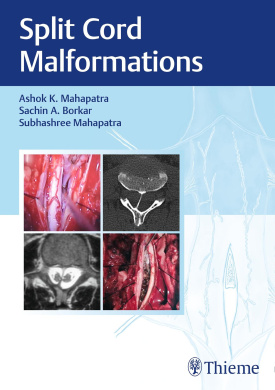 Split Cord
Malformations
Ashok K. Mahapatra
Sachin A. Borkar
Subhashree Mahapatra
Thieme